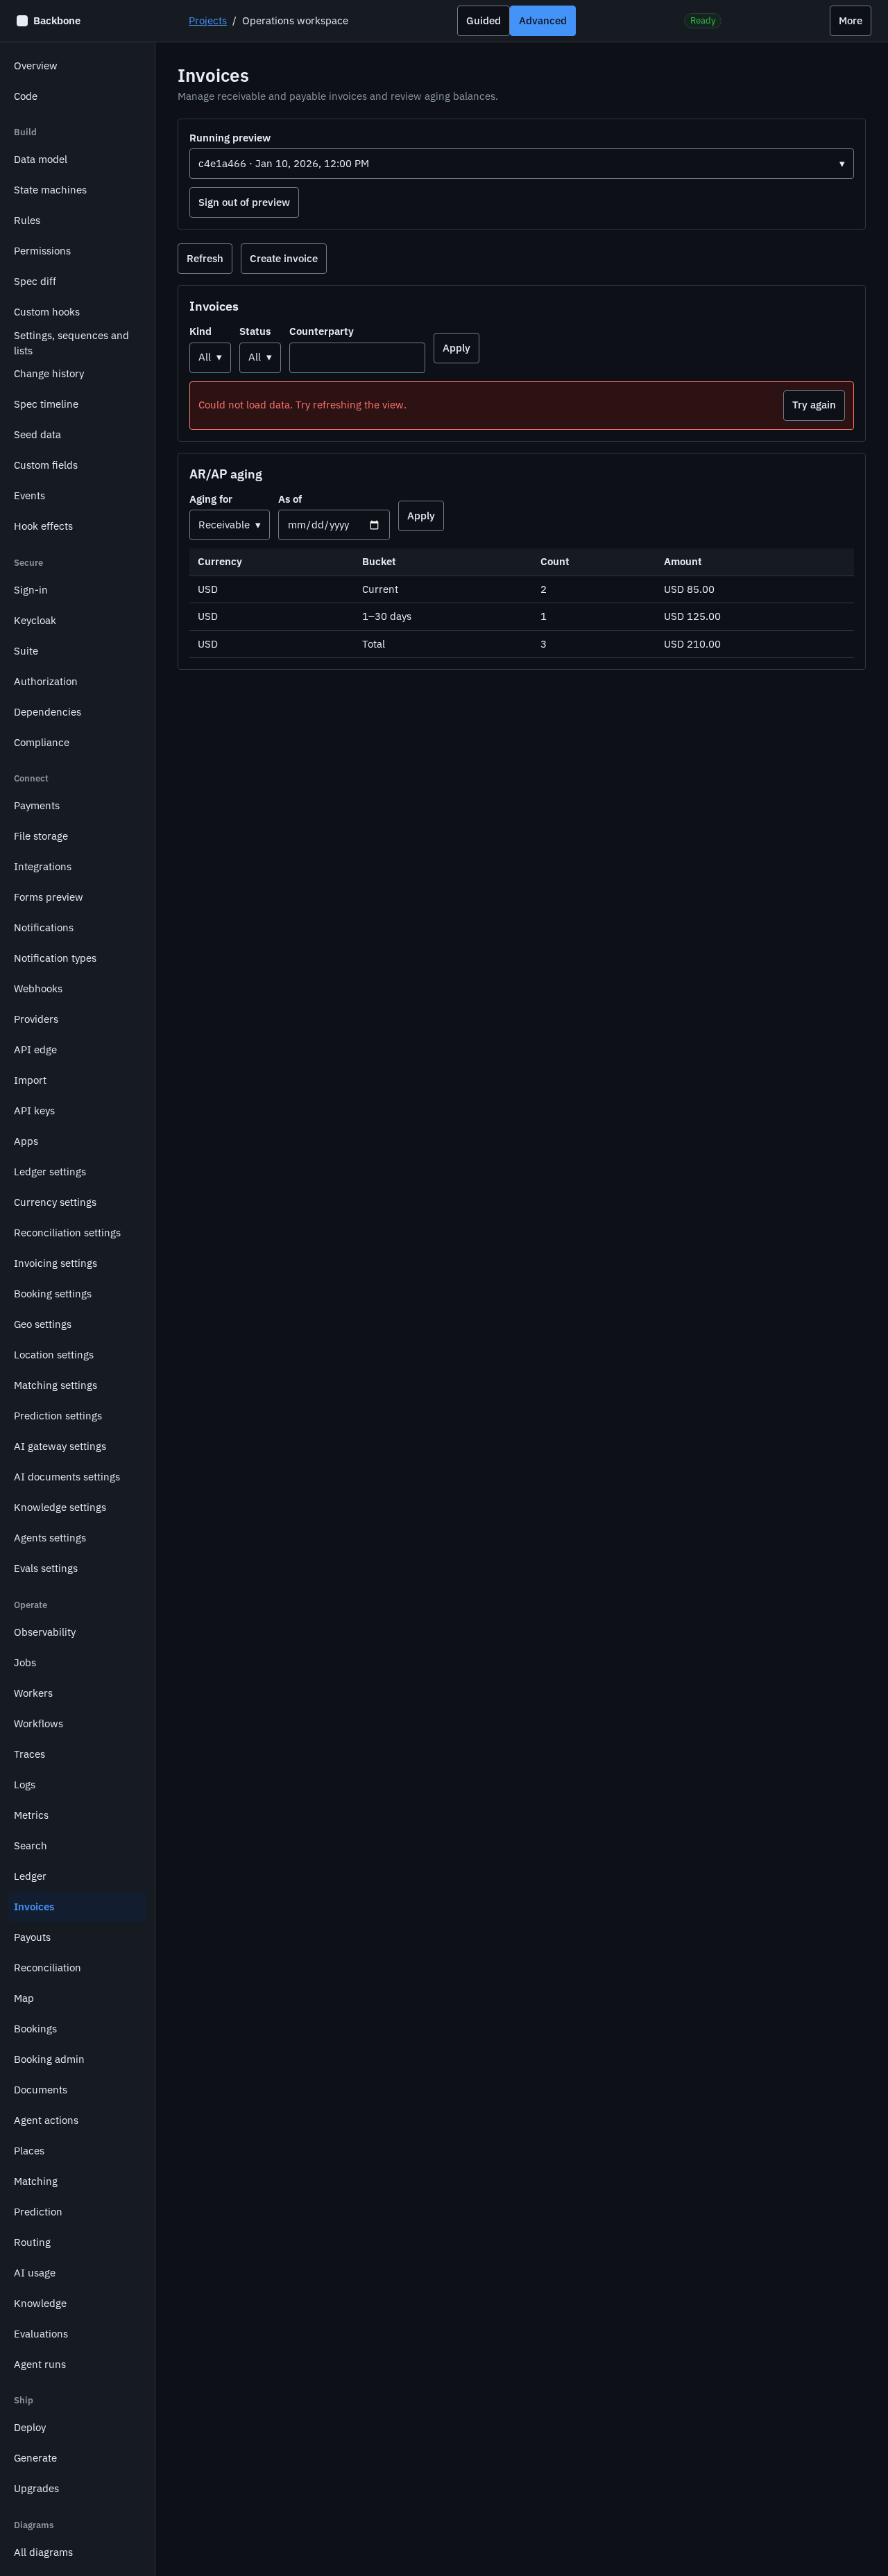 Backbone
Projects / Operations workspace
Guided
Advanced
Ready
More
Overview
Code
Build
Data model
State machines
Rules
Permissions
Spec diff
Custom hooks
Settings, sequences and
lists
Change history
Spec timeline
Seed data
Custom fields
Events
Hook effects
Secure
Sign-in
Keycloak
Suite
Authorization
Dependencies
Compliance
Connect
Payments
File storage
Integrations
Forms preview
Notifications
Notification types
Webhooks
Providers
API edge
Import
API keys
Apps
Ledger settings
Currency settings
Reconciliation settings
Invoicing settings
Booking settings
Geo settings
Location settings
Matching settings
Prediction settings
AI gateway settings
AI documents settings
Knowledge settings
Agents settings
Evals settings
Operate
Observability
Jobs
Workers
Workflows
Traces
Logs
Metrics
Search
Ledger
Invoices
Payouts
Reconciliation
Map
Bookings
Booking admin
Documents
Agent actions
Places
Matching
Prediction
Routing
AI usage
Knowledge
Evaluations
Agent runs
Ship
Deploy
Generate
Upgrades
Diagrams
All diagrams
Invoices
Manage receivable and payable invoices and review aging balances.
Running preview
c4e1a466 · Jan 10, 2026, 12:00 PM
Sign out of preview
Refresh
Create invoice
Invoices
Kind Status Counterparty
All All Apply
Could not load data. Try refreshing the view. Try again
AR/AP aging
Aging for As of
Receivable mm/dd/yyyy Apply
Currency Bucket Count Amount
USD Current 2 USD 85.00
USD 1–30 days 1 USD 125.00
USD Total 3 USD 210.00